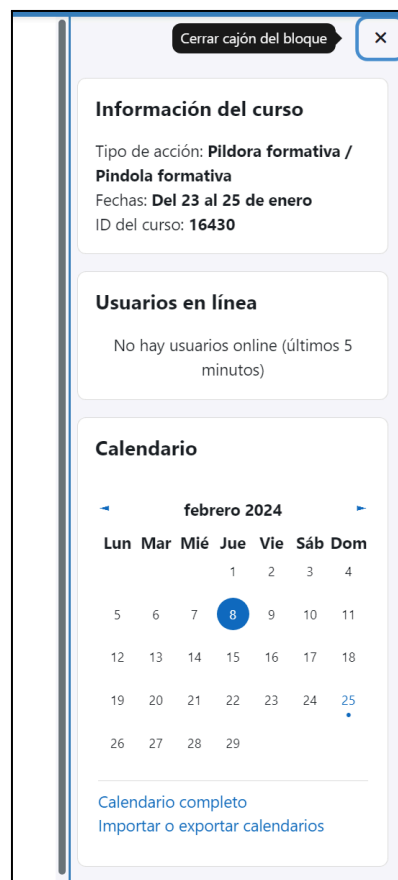 Cerrar cajón del bloque
×
Información del curso
Tipo de acción: Pildora formativa /
Pindola formativa
Fechas: Del 23 al 25 de enero
ID del curso: 16430
Usuarios en línea
No hay usuarios online (últimos 5
minutos)
Calendario
◄ febrero 2024 ►
Lun Mar Mié Jue Vie Sáb Dom
1 2 3 4
5 6 7 8 9 10 11
12 13 14 15 16 17 18
19 20 21 22 23 24 25
26 27 28 29
Calendario completo
Importar o exportar calendarios